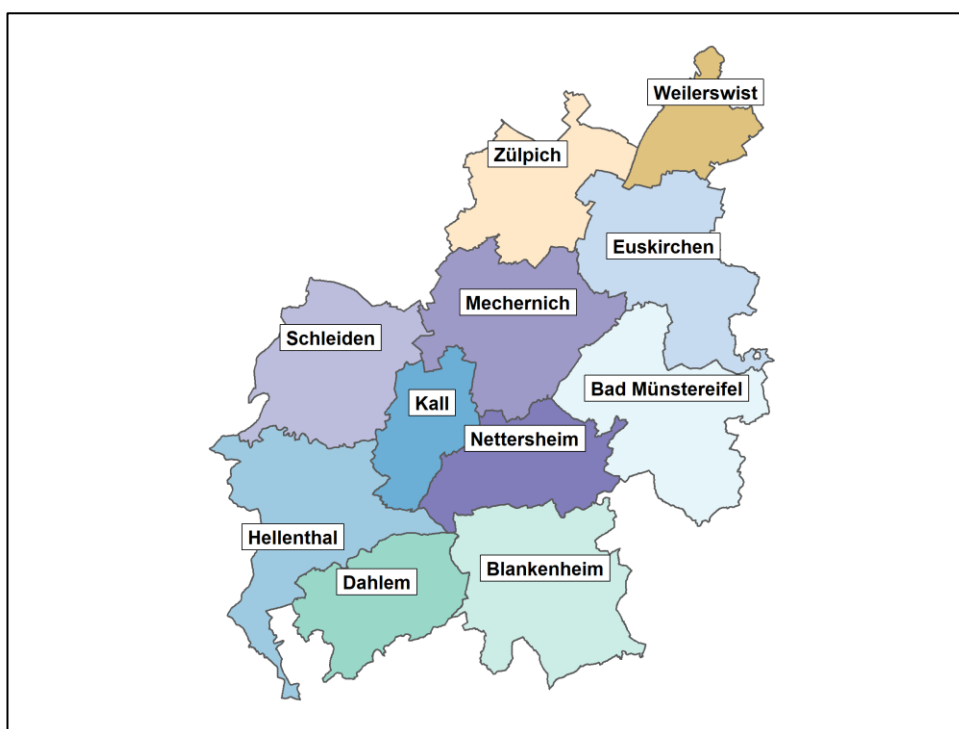 Weilerswist
Zülpich
Euskirchen
Mechernich
Schleiden
Bad Münstereifel
Kall
Nettersheim
Hellenthal
Blankenheim
Dahlem